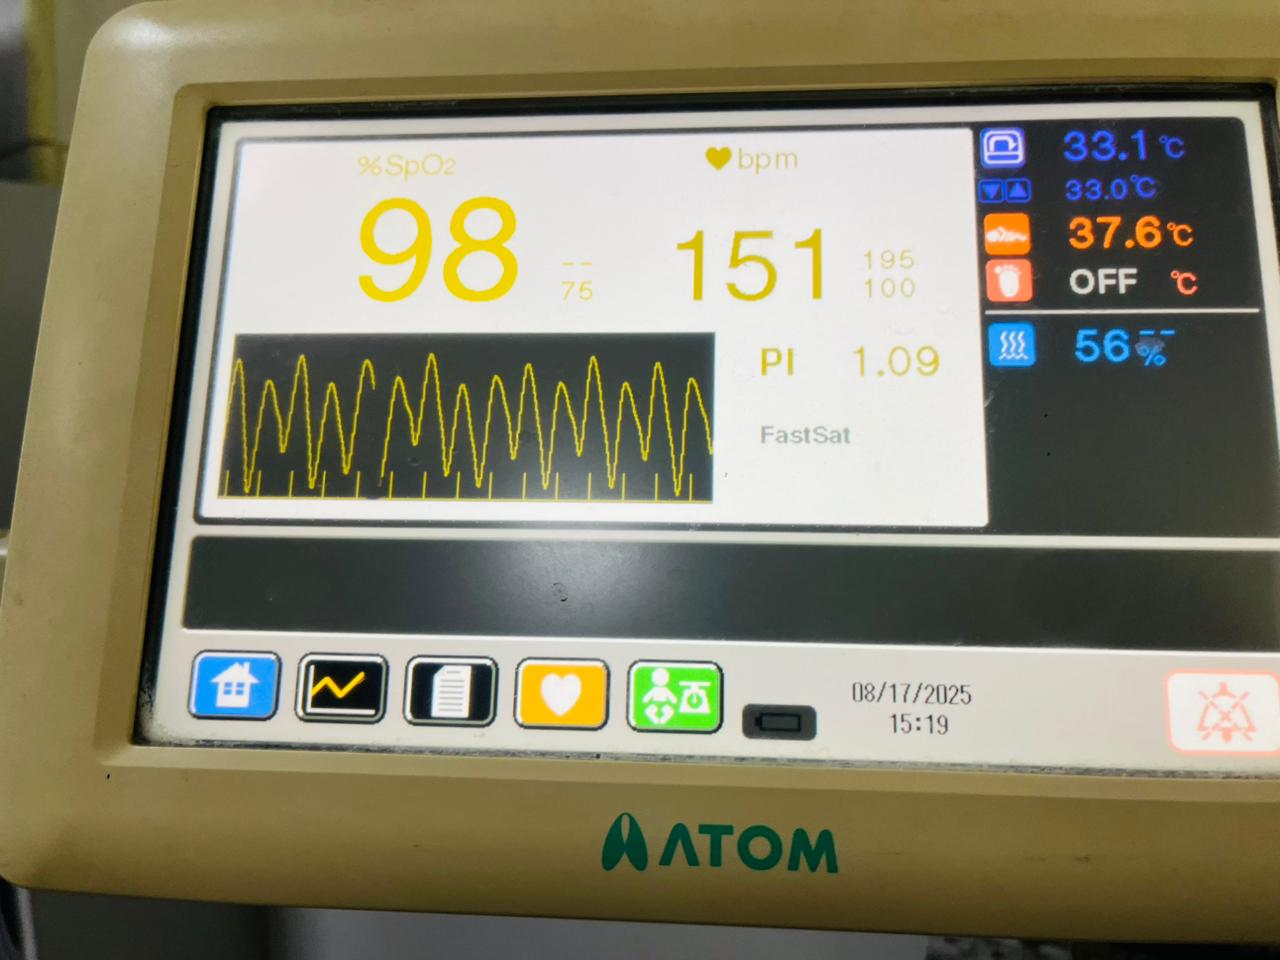 %SpO2
98
--
75
bpm
151
195
100
PI 1.09
FastSat
33.1 °C
33.0°C
37.6 °C
OFF °C
56 % --
08/17/2025
15:19
ATOM